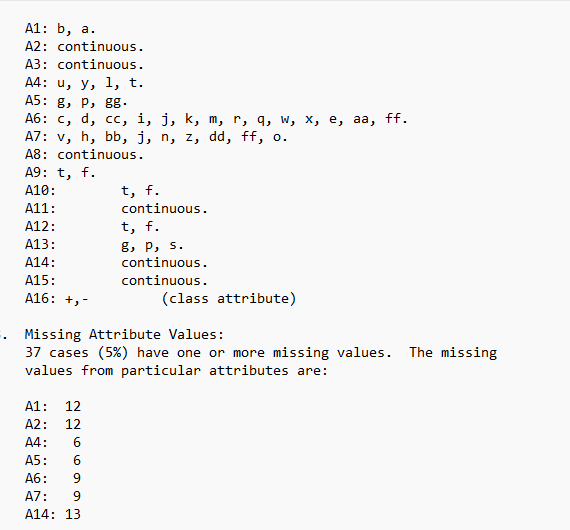 A1: b, a.
A2: continuous.
A3: continuous.
A4: u, y, l, t.
A5: g, p, gg.
A6: c, d, cc, i, j, k, m, r, q, w, x, e, aa, ff.
A7: v, h, bb, j, n, z, dd, ff, o.
A8: continuous.
A9: t, f.
A10: t, f.
A11: continuous.
A12: t, f.
A13: g, p, s.
A14: continuous.
A15: continuous.
A16: +,- (class attribute)
. Missing Attribute Values:
37 cases (5%) have one or more missing values. The missing
values from particular attributes are:
A1: 12
A2: 12
A4: 6
A5: 6
A6: 9
A7: 9
A14: 13